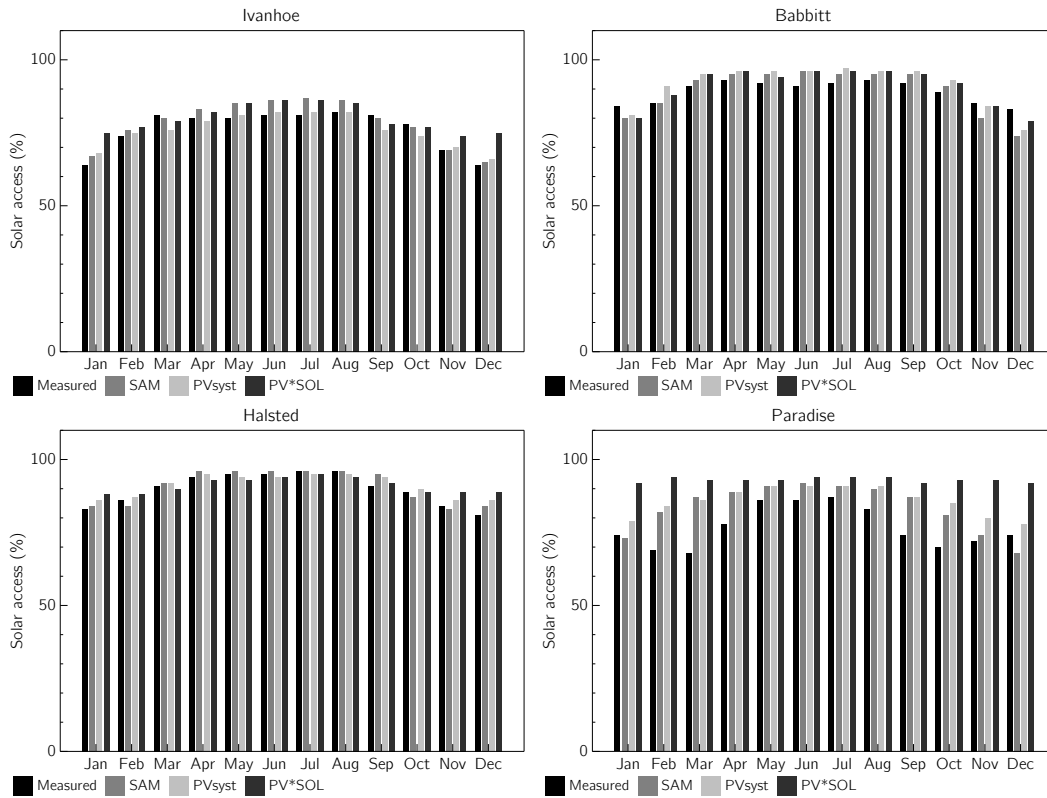 Ivanhoe
Solar access (%)
100
50
0
Jan Feb Mar Apr May Jun Jul Aug Sep Oct Nov Dec
Measured SAM PVsyst PV*SOL
Babbitt
Solar access (%)
100
50
0
Jan Feb Mar Apr May Jun Jul Aug Sep Oct Nov Dec
Measured SAM PVsyst PV*SOL
Halsted
Solar access (%)
100
50
0
Jan Feb Mar Apr May Jun Jul Aug Sep Oct Nov Dec
Measured SAM PVsyst PV*SOL
Paradise
Solar access (%)
100
50
0
Jan Feb Mar Apr May Jun Jul Aug Sep Oct Nov Dec
Measured SAM PVsyst PV*SOL